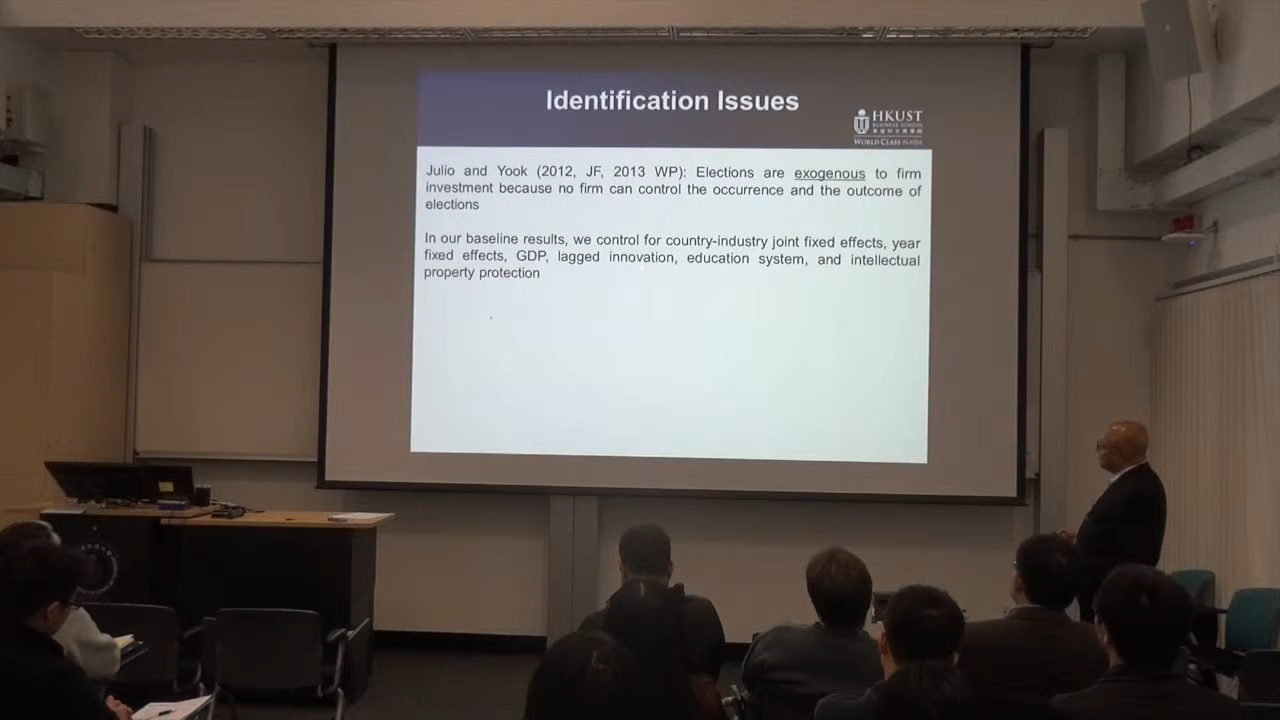 Identification Issues
HKUST
BUSINESS SCHOOL
WORLD CLASS IN ASIA
Julio and Yook (2012, JF, 2013 WP): Elections are exogenous to firm
investment because no firm can control the occurrence and the outcome of
elections
In our baseline results, we control for country-industry joint fixed effects, year
fixed effects, GDP, lagged innovation, education system, and intellectual
property protection